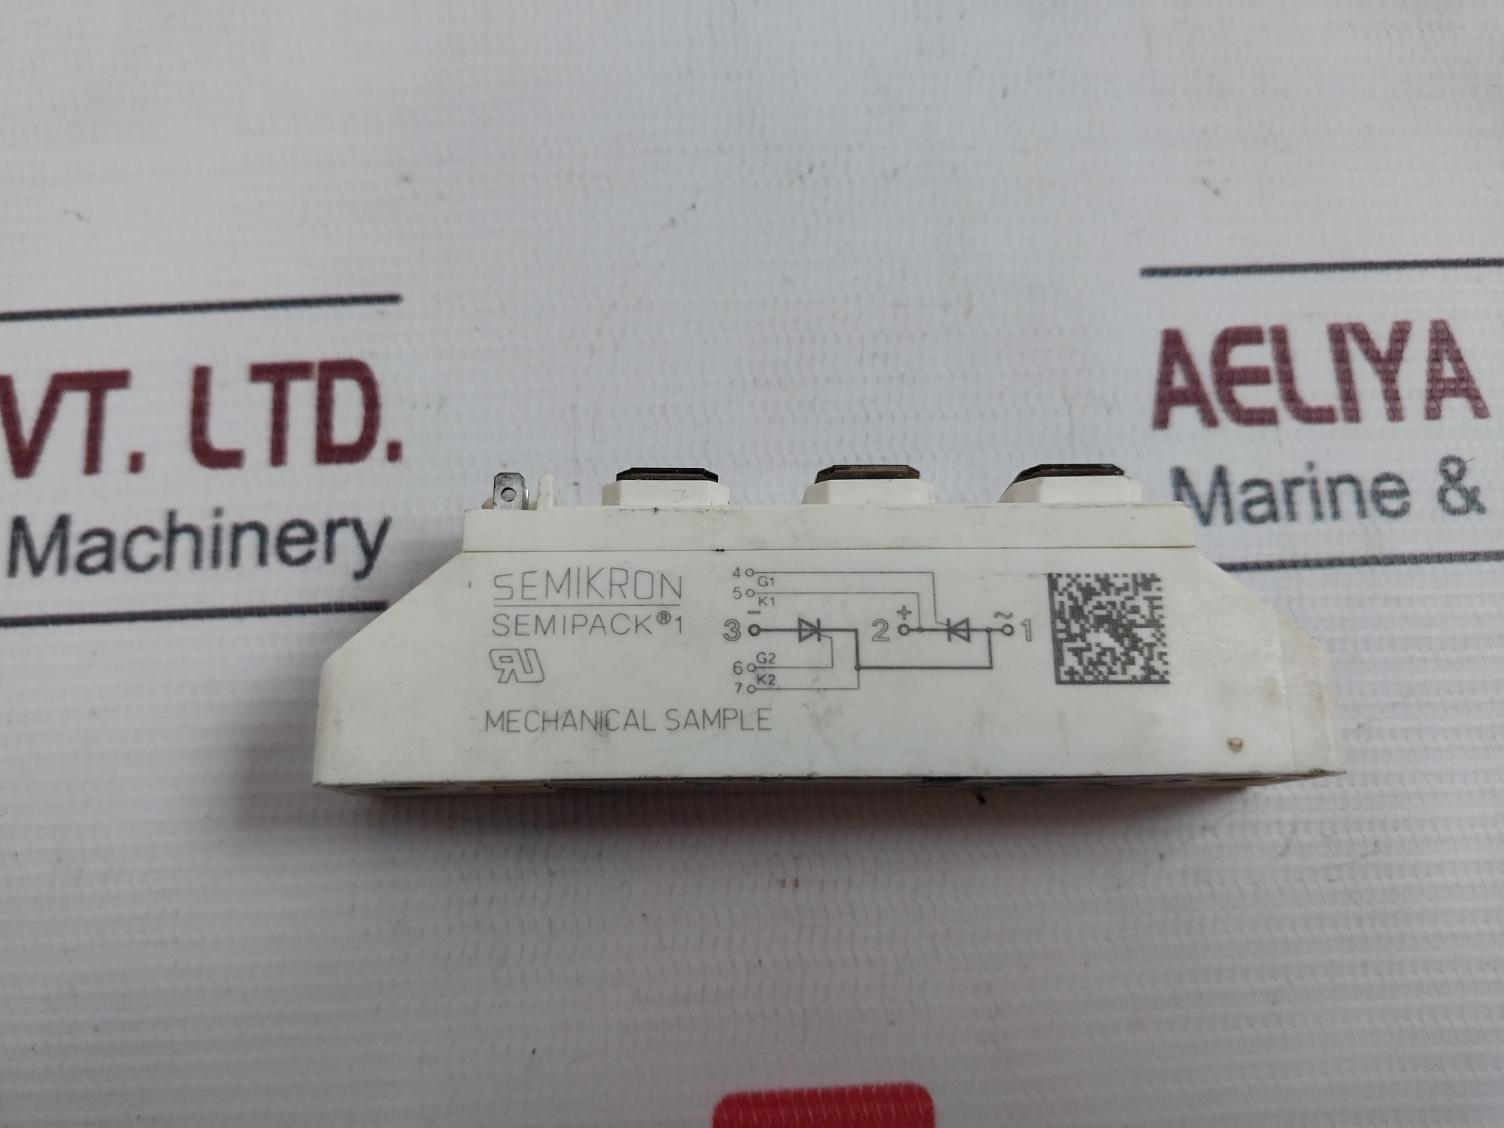 VT. LTD.
Machinery
AELIYA
Marine &
SEMIKRON
SEMIPACK®1
MECHANICAL SAMPLE
4
G1
5
K1
3
-
2
+
~
1
6
G2
7
K2